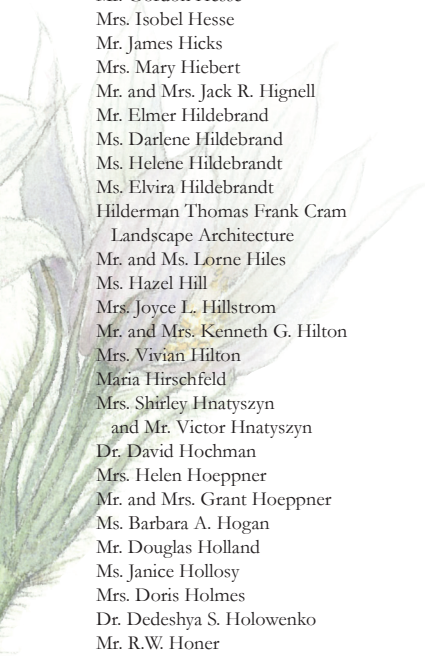 Mr. Gordon Hesse
Mrs. Isobel Hesse
Mr. James Hicks
Mrs. Mary Hiebert
Mr. and Mrs. Jack R. Hignell
Mr. Elmer Hildebrand
Ms. Darlene Hildebrand
Ms. Helene Hildebrandt
Ms. Elvira Hildebrandt
Hilderman Thomas Frank Cram
Landscape Architecture
Mr. and Ms. Lorne Hiles
Ms. Hazel Hill
Mrs. Joyce L. Hillstrom
Mr. and Mrs. Kenneth G. Hilton
Mrs. Vivian Hilton
Maria Hirschfeld
Mrs. Shirley Hnatyszyn
and Mr. Victor Hnatyszyn
Dr. David Hochman
Mrs. Helen Hoeppner
Mr. and Mrs. Grant Hoeppner
Ms. Barbara A. Hogan
Mr. Douglas Holland
Ms. Janice Hollosy
Mrs. Doris Holmes
Dr. Dedeshya S. Holowenko
Mr. R.W. Honer